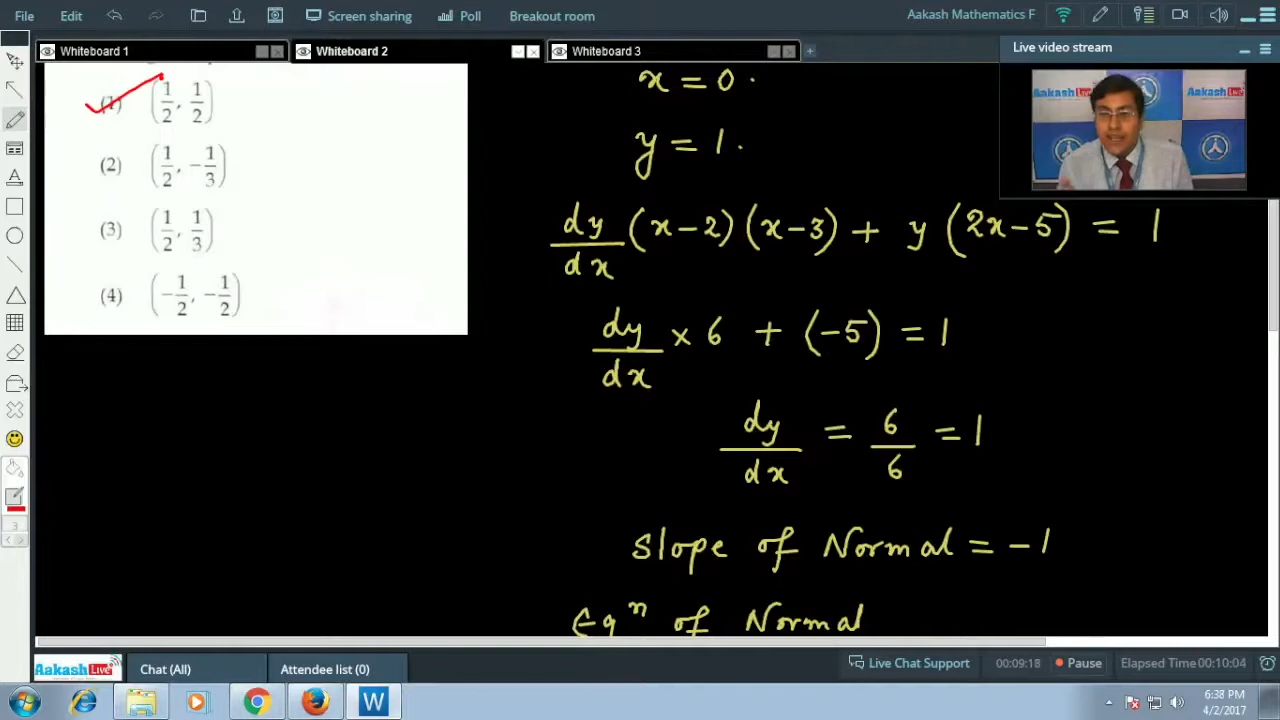 File Edit Screen sharing Poll Breakout room Aakash Mathematics F
Whiteboard 1 Whiteboard 2 Whiteboard 3 Live video stream
(1) (1/2, 1/2)
(2) (1/2, -1/3)
(3) (1/2, 1/3)
(4) (-1/2, -1/2)
x = 0.
y = 1.
dy/dx (x-2)(x-3) + y(2x-5) = 1
dy/dx × 6 + (-5) = 1
dy/dx = 6/6 = 1
Slope of Normal = -1
Eqⁿ of Normal
3
Aakash Live Chat (All) Attendee list (0) Live Chat Support 00:09:18 Pause Elapsed Time 00:10:04
6:38 PM
4/2/2017